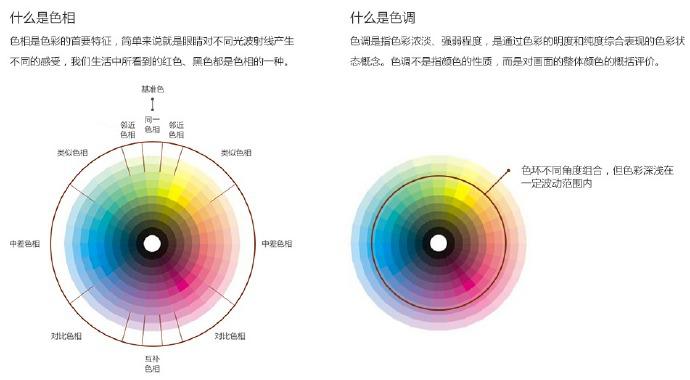 什么是色相
色相是色彩的首要特征，简单来说就是眼睛对不同光波射线产生
不同的感受，我们生活中所看到的红色、黑色都是色相的一种。
基准色
邻近
色相
同一
色相
邻近
色相
类似色相
类似色相
中差色相
中差色相
对比色相
对比色相
互补
色相
什么是色调
色调是指色彩浓淡、强弱程度，是通过色彩的明度和纯度综合表现的色彩状
态概念。色调不是指颜色的性质，而是对画面的整体颜色的概括评价。
色环不同角度组合，但色彩深浅在
一定波动范围内